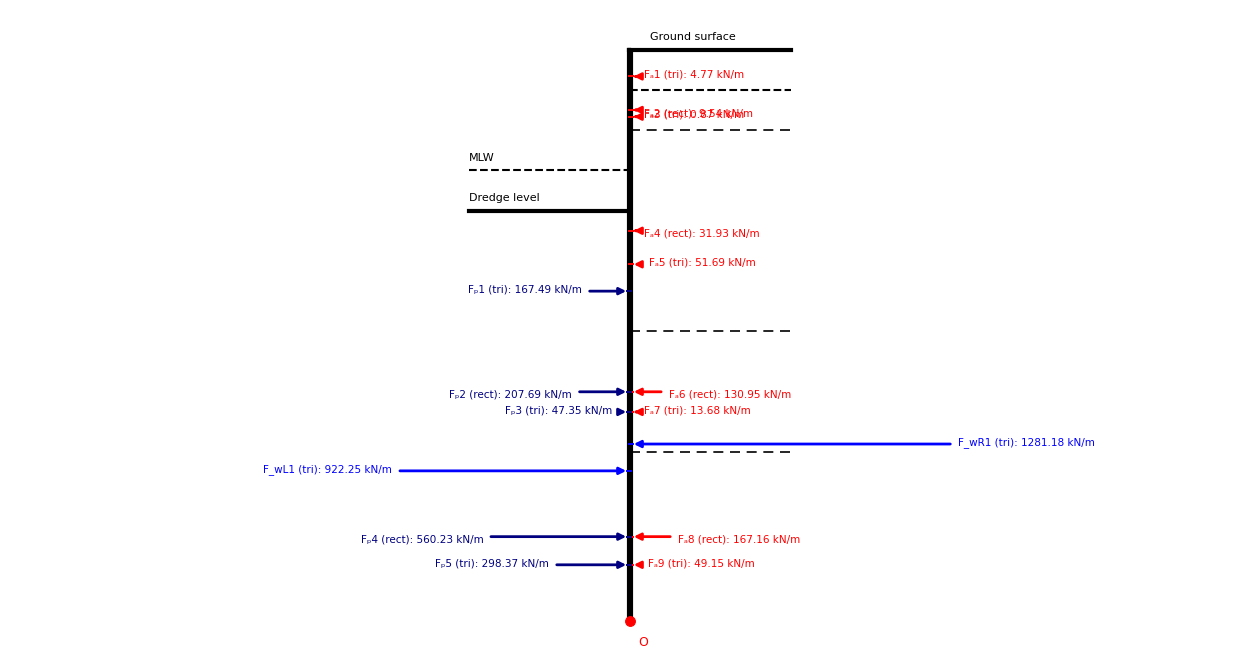 Ground surface
Fₐ1 (tri): 4.77 kN/m
Fₐ2 (rect): 9.54 kN/m
Fₐ3 (tri): 0.87 kN/m
MLW
Dredge level
Fₐ4 (rect): 31.93 kN/m
Fₐ5 (tri): 51.69 kN/m
Fₚ1 (tri): 167.49 kN/m
Fₚ2 (rect): 207.69 kN/m
Fₐ6 (rect): 130.95 kN/m
Fₚ3 (tri): 47.35 kN/m
Fₐ7 (tri): 13.68 kN/m
F_wR1 (tri): 1281.18 kN/m
F_wL1 (tri): 922.25 kN/m
Fₚ4 (rect): 560.23 kN/m
Fₐ8 (rect): 167.16 kN/m
Fₚ5 (tri): 298.37 kN/m
Fₐ9 (tri): 49.15 kN/m
O